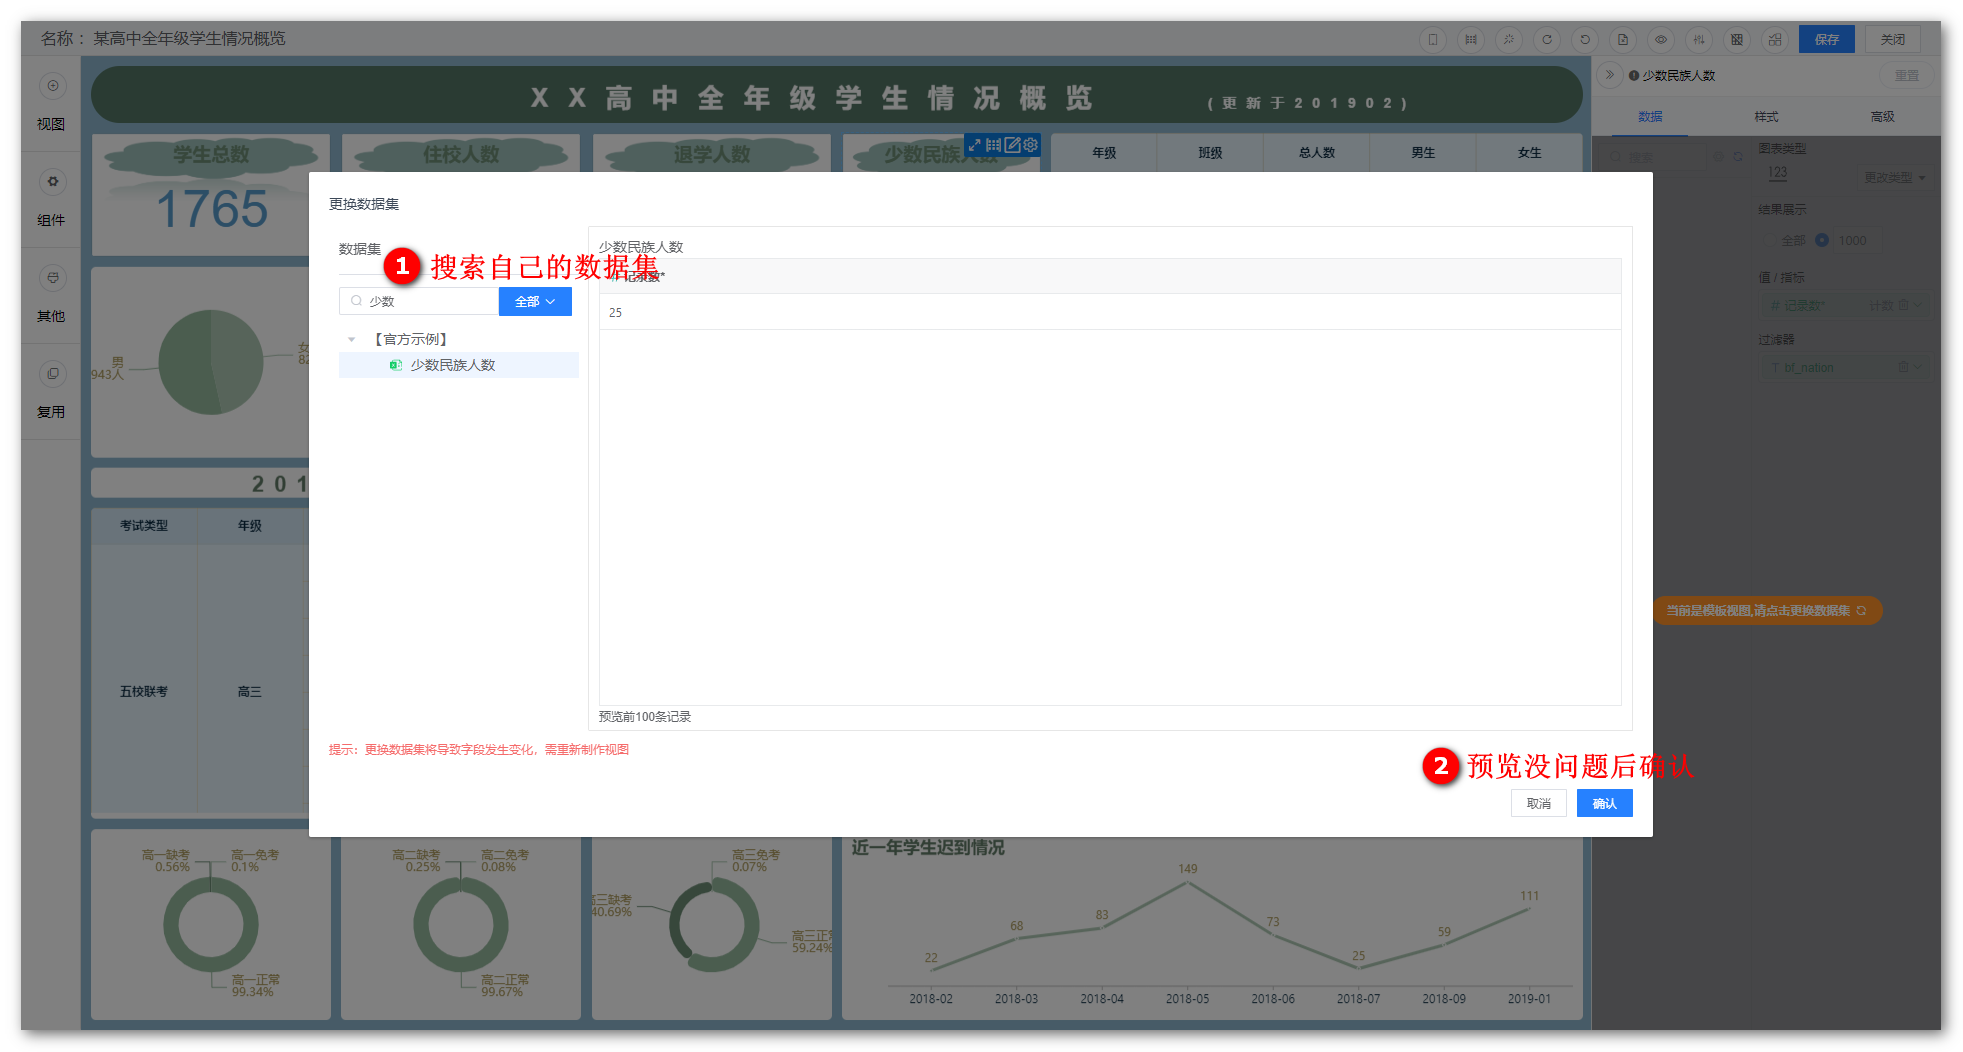 名称： 某高中全年级学生情况概览
保存
关闭
视图
组件
其他
复用
XX高中全年级学生情况概览
(更新于201902)
少数民族人数
重置
数据
样式
高级
学生总数
1765
住校人数
退学人数
少数民族人数
年级
班级
总人数
男生
女生
搜索
图表类型
123
更改类型
结果展示
全部
1000
值 / 指标
# 记录数*
计数
过滤器
T bf_nation
当前是模板视图,请点击更换数据集
男
943人
女
82
201
考试类型
年级
五校联考
高三
更换数据集
数据集
1 搜索自己的数据集
少数
全部
【官方示例】
少数民族人数
少数民族人数
# 记录数*
25
预览前100条记录
提示：更换数据集将导致字段发生变化，需重新制作视图
2 预览没问题后确认
取消
确认
高一缺考
0.56%
高一免考
0.1%
高一正常
99.34%
高二缺考
0.25%
高二免考
0.08%
高二正常
99.67%
高三免考
0.07%
高三缺考
40.69%
高三正常
59.24%
近一年学生迟到情况
22
68
83
149
73
25
59
111
2018-02
2018-03
2018-04
2018-05
2018-06
2018-07
2018-09
2019-01